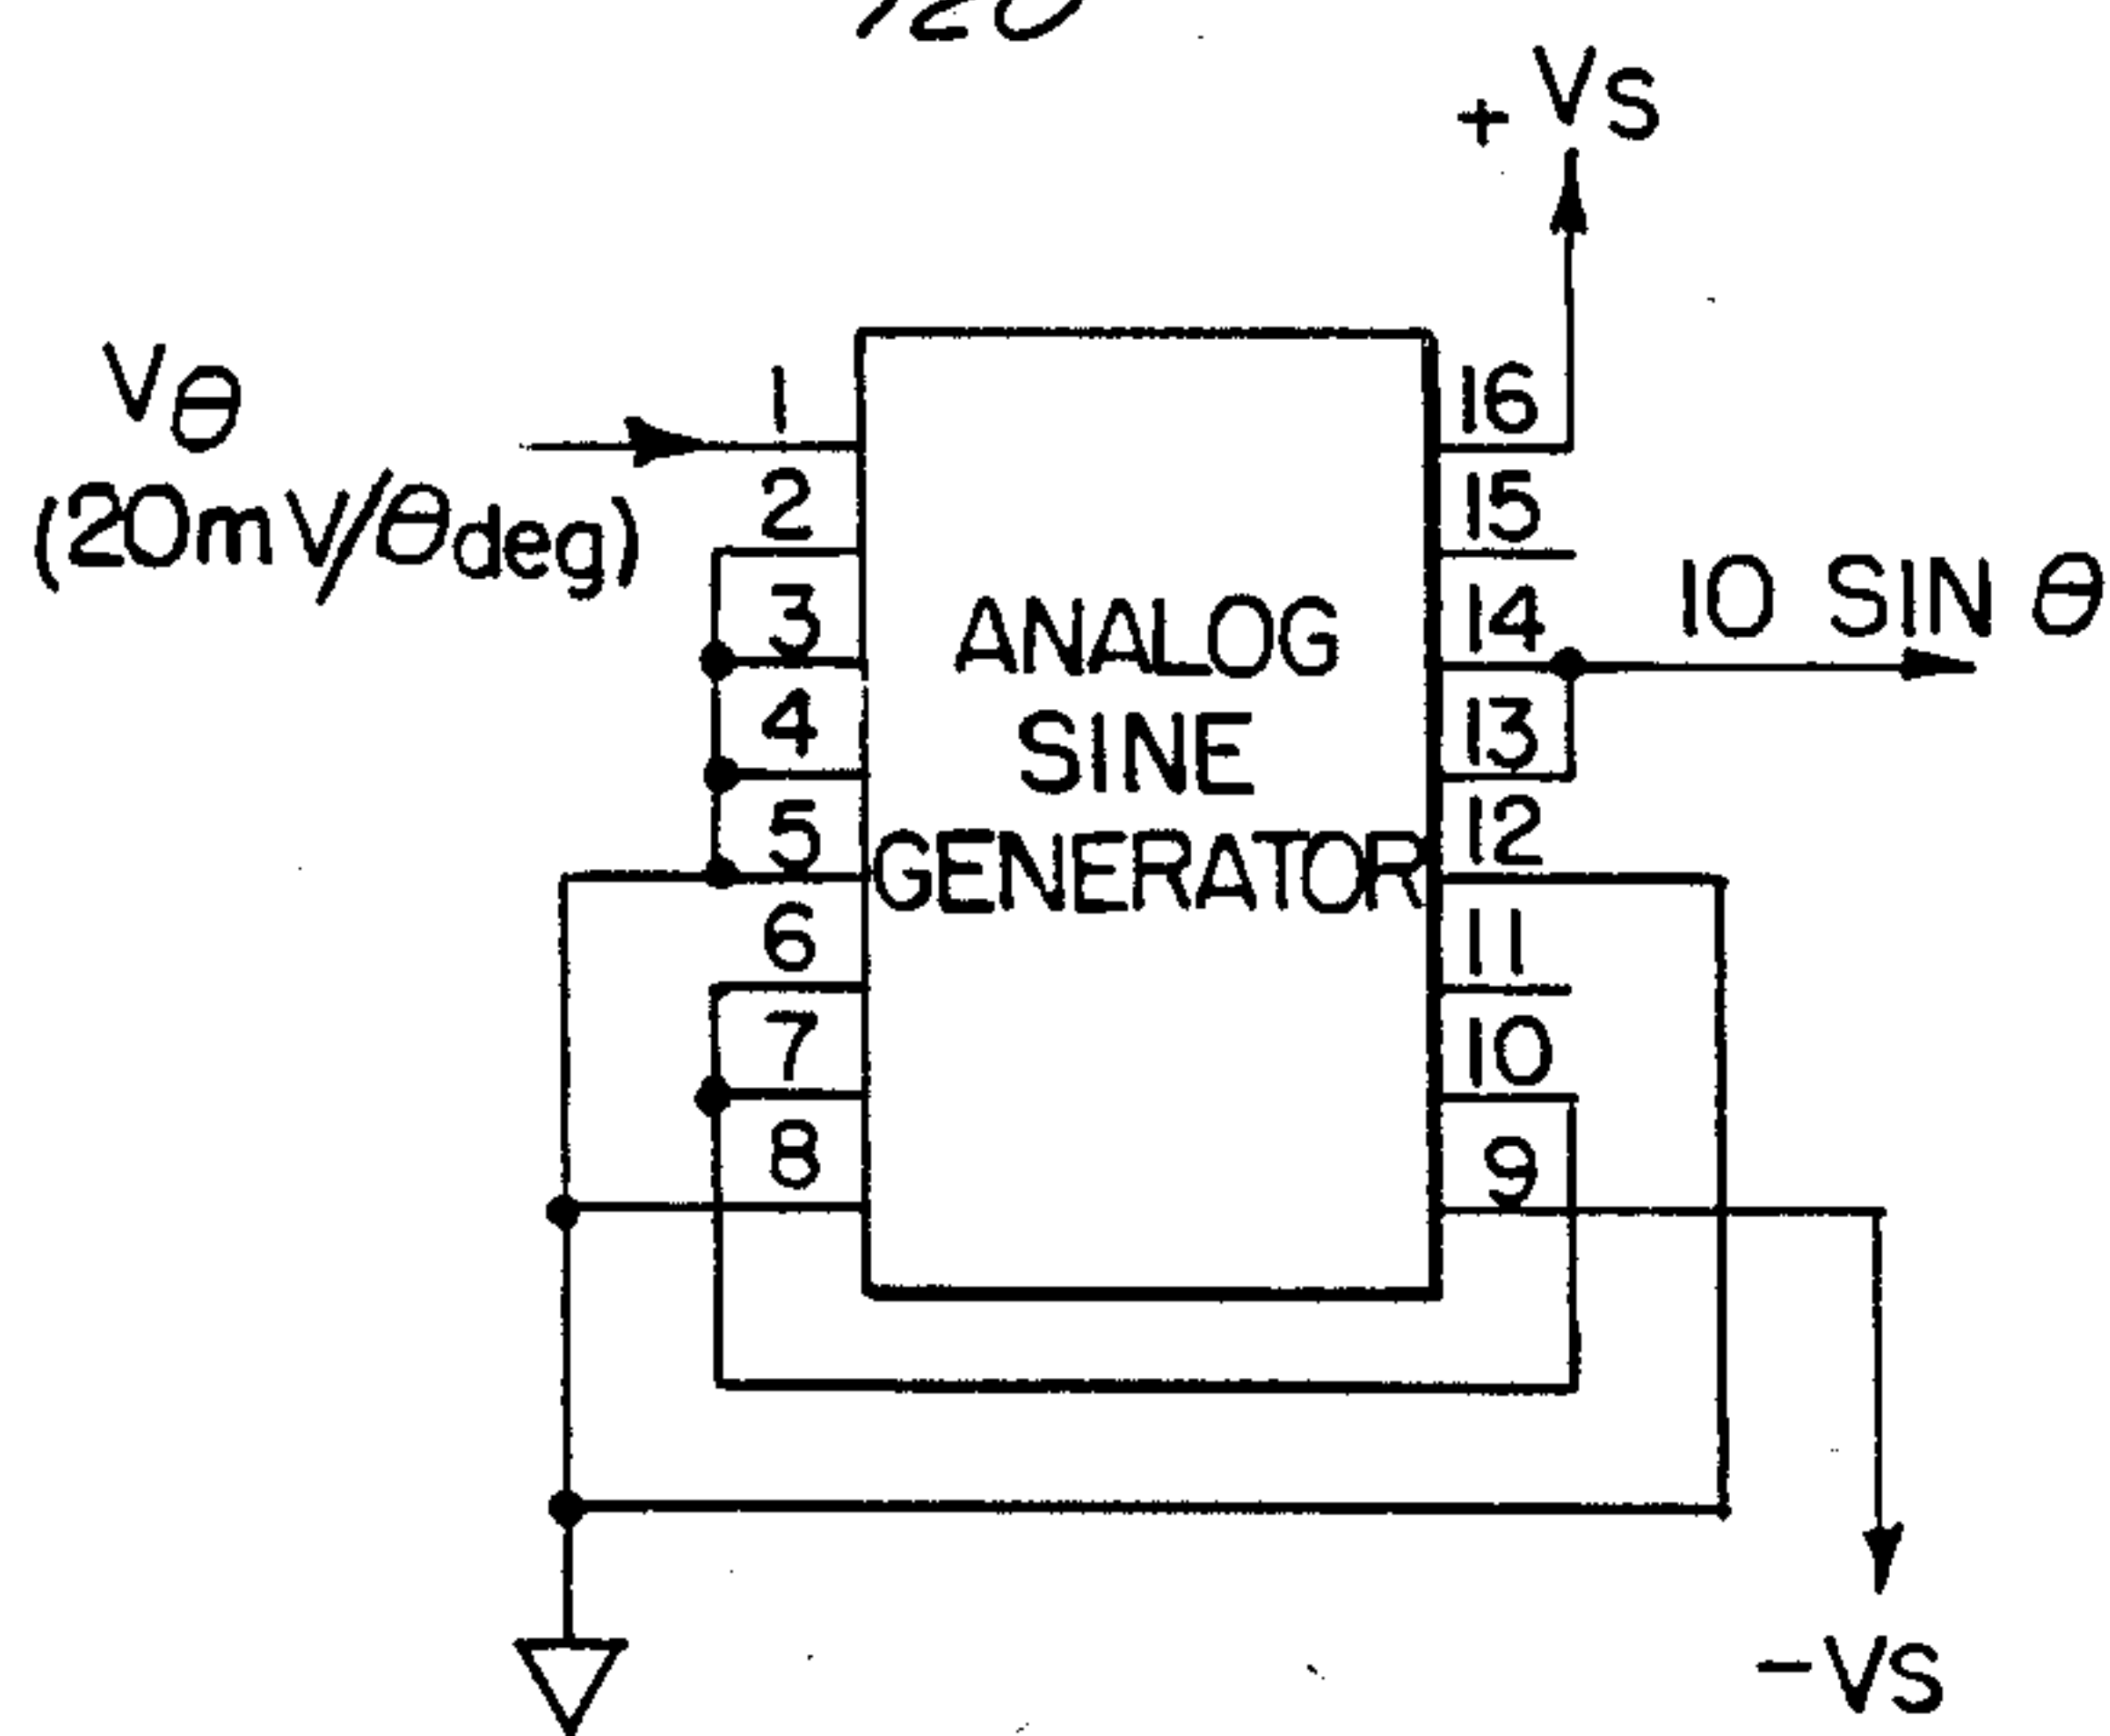 +VS
Vθ
(20mV/θdeg)
1
2
3
4
5
6
7
8
ANALOG
SINE
GENERATOR
16
15
14
13
12
11
10
9
10 SIN θ
-VS